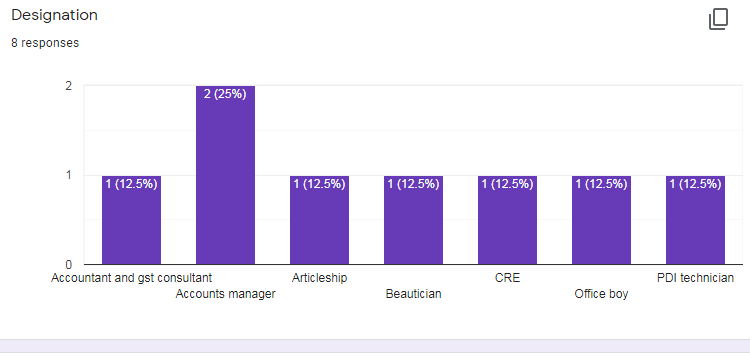 Designation
8 responses
2
2 (25%)
1
1 (12.5%)
1 (12.5%)
1 (12.5%)
1 (12.5%)
1 (12.5%)
1 (12.5%)
0
Accountant and gst consultant
Articleship
CRE
PDI technician
Accounts manager
Beautician
Office boy